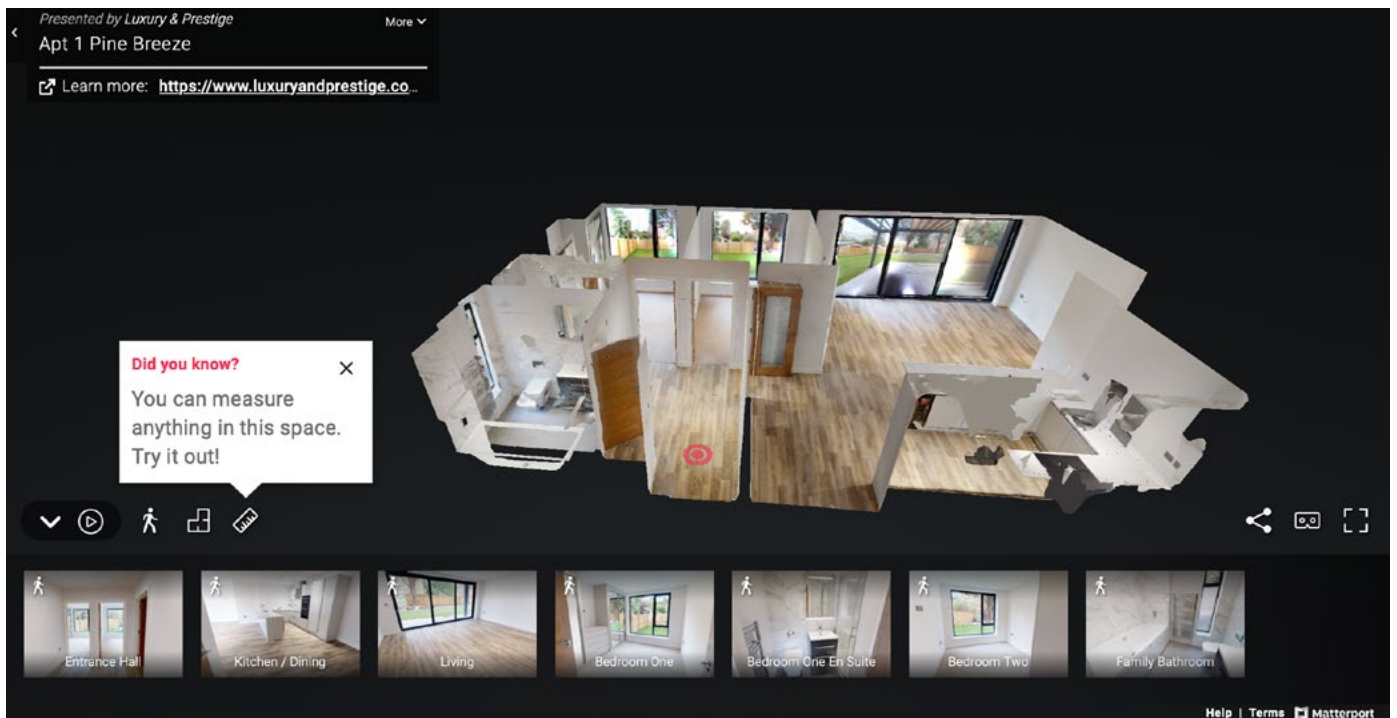 Presented by Luxury & Prestige
More
Apt 1 Pine Breeze
Learn more: https://www.luxuryandprestige.co...
Did you know?
You can measure
anything in this space.
Try it out!
Entrance Hall
Kitchen / Dining
Living
Bedroom One
Bedroom One En Suite
Bedroom Two
Family Bathroom
Help | Terms Matterport